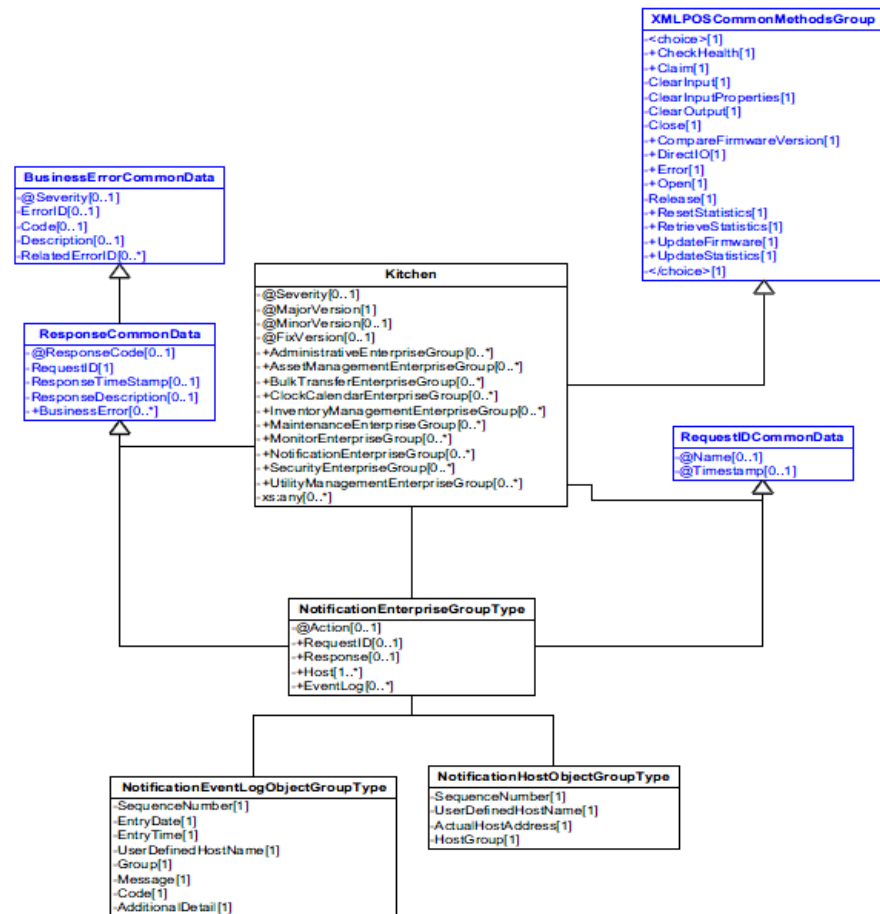 XMLPOSCommonMethodsGroup
-<choice>[1]
-+CheckHealth[1]
-+Claim[1]
-ClearInput[1]
-ClearInputProperties[1]
-ClearOutput[1]
-Close[1]
-+CompareFirmwareVersion[1]
-+DirectIO[1]
-+Error[1]
-+Open[1]
-Release[1]
-+ResetStatistics[1]
-+RetrieveStatistics[1]
-+UpdateFirmware[1]
-+UpdateStatistics[1]
-</choice>[1]
BusinessErrorCommonData
-@Severity[0..1]
-ErrorID[0..1]
-Code[0..1]
-Description[0..1]
-RelatedErrorID[0..*]
Kitchen
-@Severity[0..1]
-@MajorVersion[1]
-@MinorVersion[0..1]
-@FixVersion[0..1]
-+AdministrativeEnterpriseGroup[0..*]
-+AssetManagementEnterpriseGroup[0..*]
-+BulkTransferEnterpriseGroup[0..*]
-+ClockCalendarEnterpriseGroup[0..*]
-+InventoryManagementEnterpriseGroup[0..*]
-+MaintenanceEnterpriseGroup[0..*]
-+MonitorEnterpriseGroup[0..*]
-+NotificationEnterpriseGroup[0..*]
-+SecurityEnterpriseGroup[0..*]
-+UtilityManagementEnterpriseGroup[0..*]
-xs:any[0..*]
ResponseCommonData
-@ResponseCode[0..1]
-RequestID[1]
-ResponseTimeStamp[0..1]
-ResponseDescription[0..1]
-+BusinessError[0..*]
RequestIDCommonData
-@Name[0..1]
-@Timestamp[0..1]
NotificationEnterpriseGroupType
-@Action[0..1]
-+RequestID[0..1]
-+Response[0..1]
-+Host[1..*]
-+EventLog[0..*]
NotificationEventLogObjectGroupType
-SequenceNumber[1]
-EntryDate[1]
-EntryTime[1]
-UserDefinedHostName[1]
-Group[1]
-Message[1]
-Code[1]
-AdditionalDetail[1]
NotificationHostObjectGroupType
-SequenceNumber[1]
-UserDefinedHostName[1]
-ActualHostAddress[1]
-HostGroup[1]